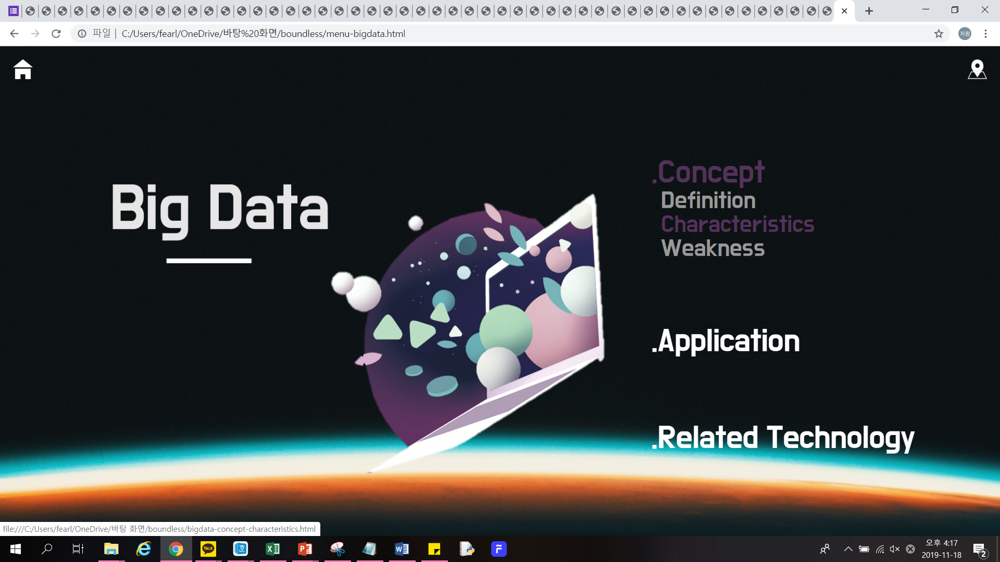 파일 | C:/Users/fearl/OneDrive/바탕%20화면/boundless/menu-bigdata.html
지원
Big Data
.Concept
Definition
Characteristics
Weakness
.Application
.Related Technology
file:///C:/Users/fearl/OneDrive/바탕 화면/boundless/bigdata-concept-characteristics.html
TALK
오후 4:17
2019-11-18
2